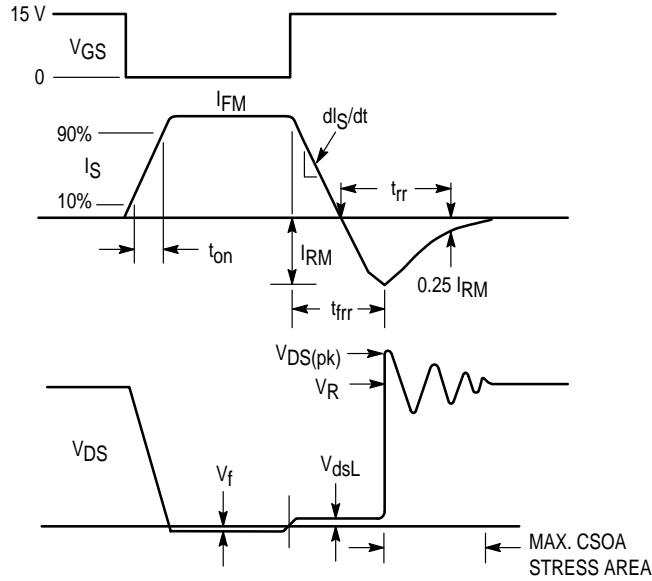 15 V
VGS
0
IFM
dIS/dt
90%
IS
trr
10%
ton
IRM
0.25 IRM
tfrr
VDS(pk)
VR
VDS
Vf
VdsL
MAX. CSOA
STRESS AREA